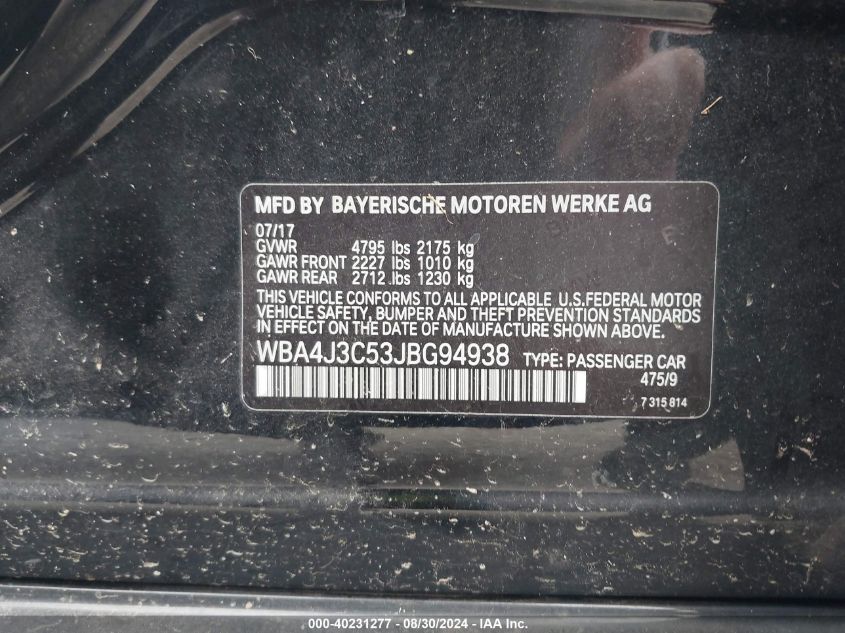 MFD BY BAYERISCHE MOTOREN WERKE AG
07/17
GVWR 4795 lbs 2175 kg
GAWR FRONT 2227 lbs 1010 kg
GAWR REAR 2712 lbs 1230 kg
THIS VEHICLE CONFORMS TO ALL APPLICABLE U.S.FEDERAL MOTOR
VEHICLE SAFETY, BUMPER AND THEFT PREVENTION STANDARDS
IN EFFECT ON THE DATE OF MANUFACTURE SHOWN ABOVE.
WBA4J3C53JBG94938 TYPE: PASSENGER CAR
475/9
7 315 814
000-40231277 - 08/30/2024 - IAA Inc.